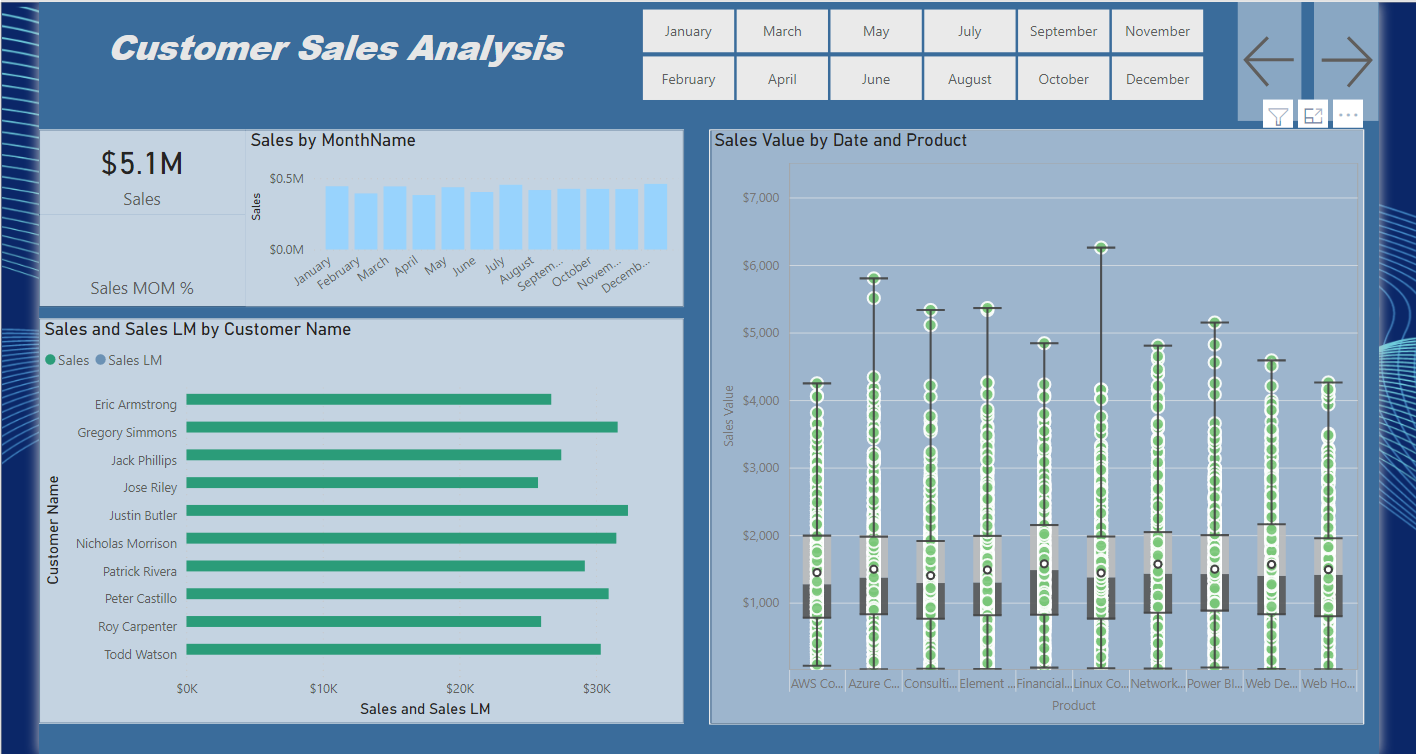 Customer Sales Analysis
January March May July September November
February April June August October December
$5.1M
Sales
Sales MOM %
Sales by MonthName
Sales
$0.5M
$0.0M
January February March April May June July August Septem... October Novem... Decemb...
Sales and Sales LM by Customer Name
Sales Sales LM
Customer Name
Eric Armstrong
Gregory Simmons
Jack Phillips
Jose Riley
Justin Butler
Nicholas Morrison
Patrick Rivera
Peter Castillo
Roy Carpenter
Todd Watson
$0K $10K $20K $30K
Sales and Sales LM
Sales Value by Date and Product
Sales Value
$7,000
$6,000
$5,000
$4,000
$3,000
$2,000
$1,000
AWS Co... Azure C... Consulti... Element ... Financial... Linux Co... Network... Power BI... Web De... Web Ho...
Product